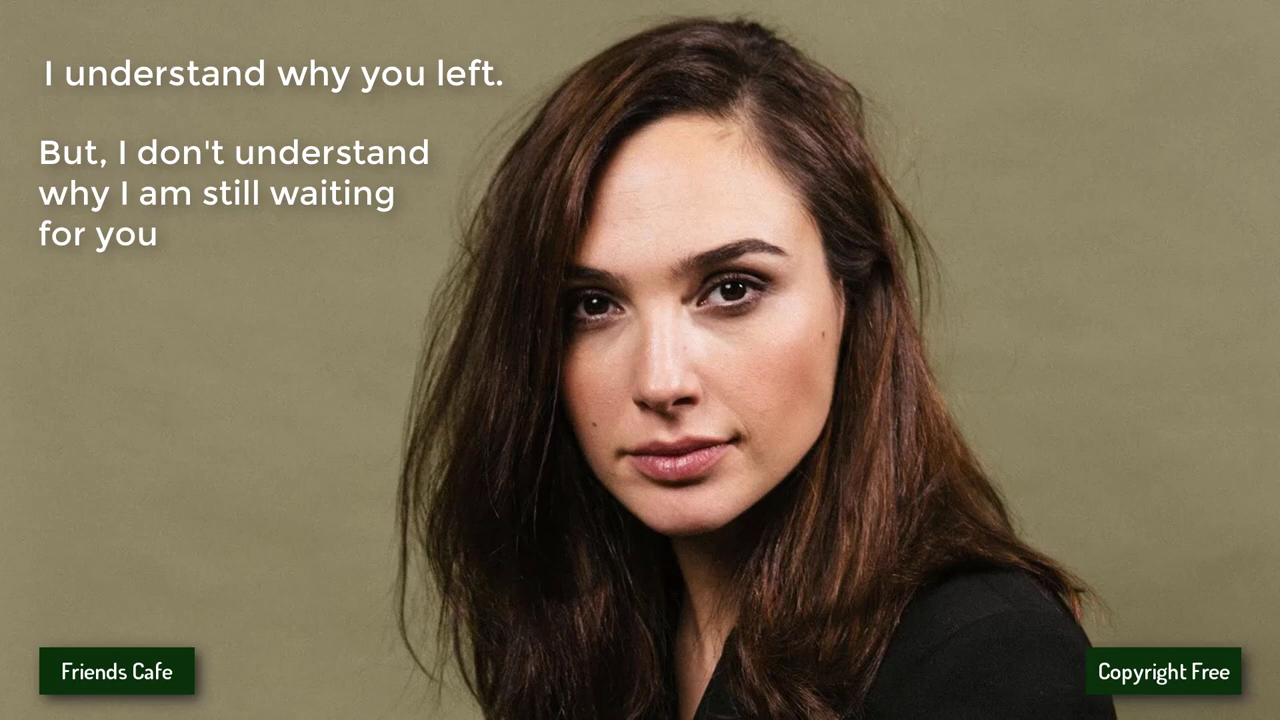 I understand why you left.
But, I don't understand
why I am still waiting
for you
Friends Cafe
Copyright Free